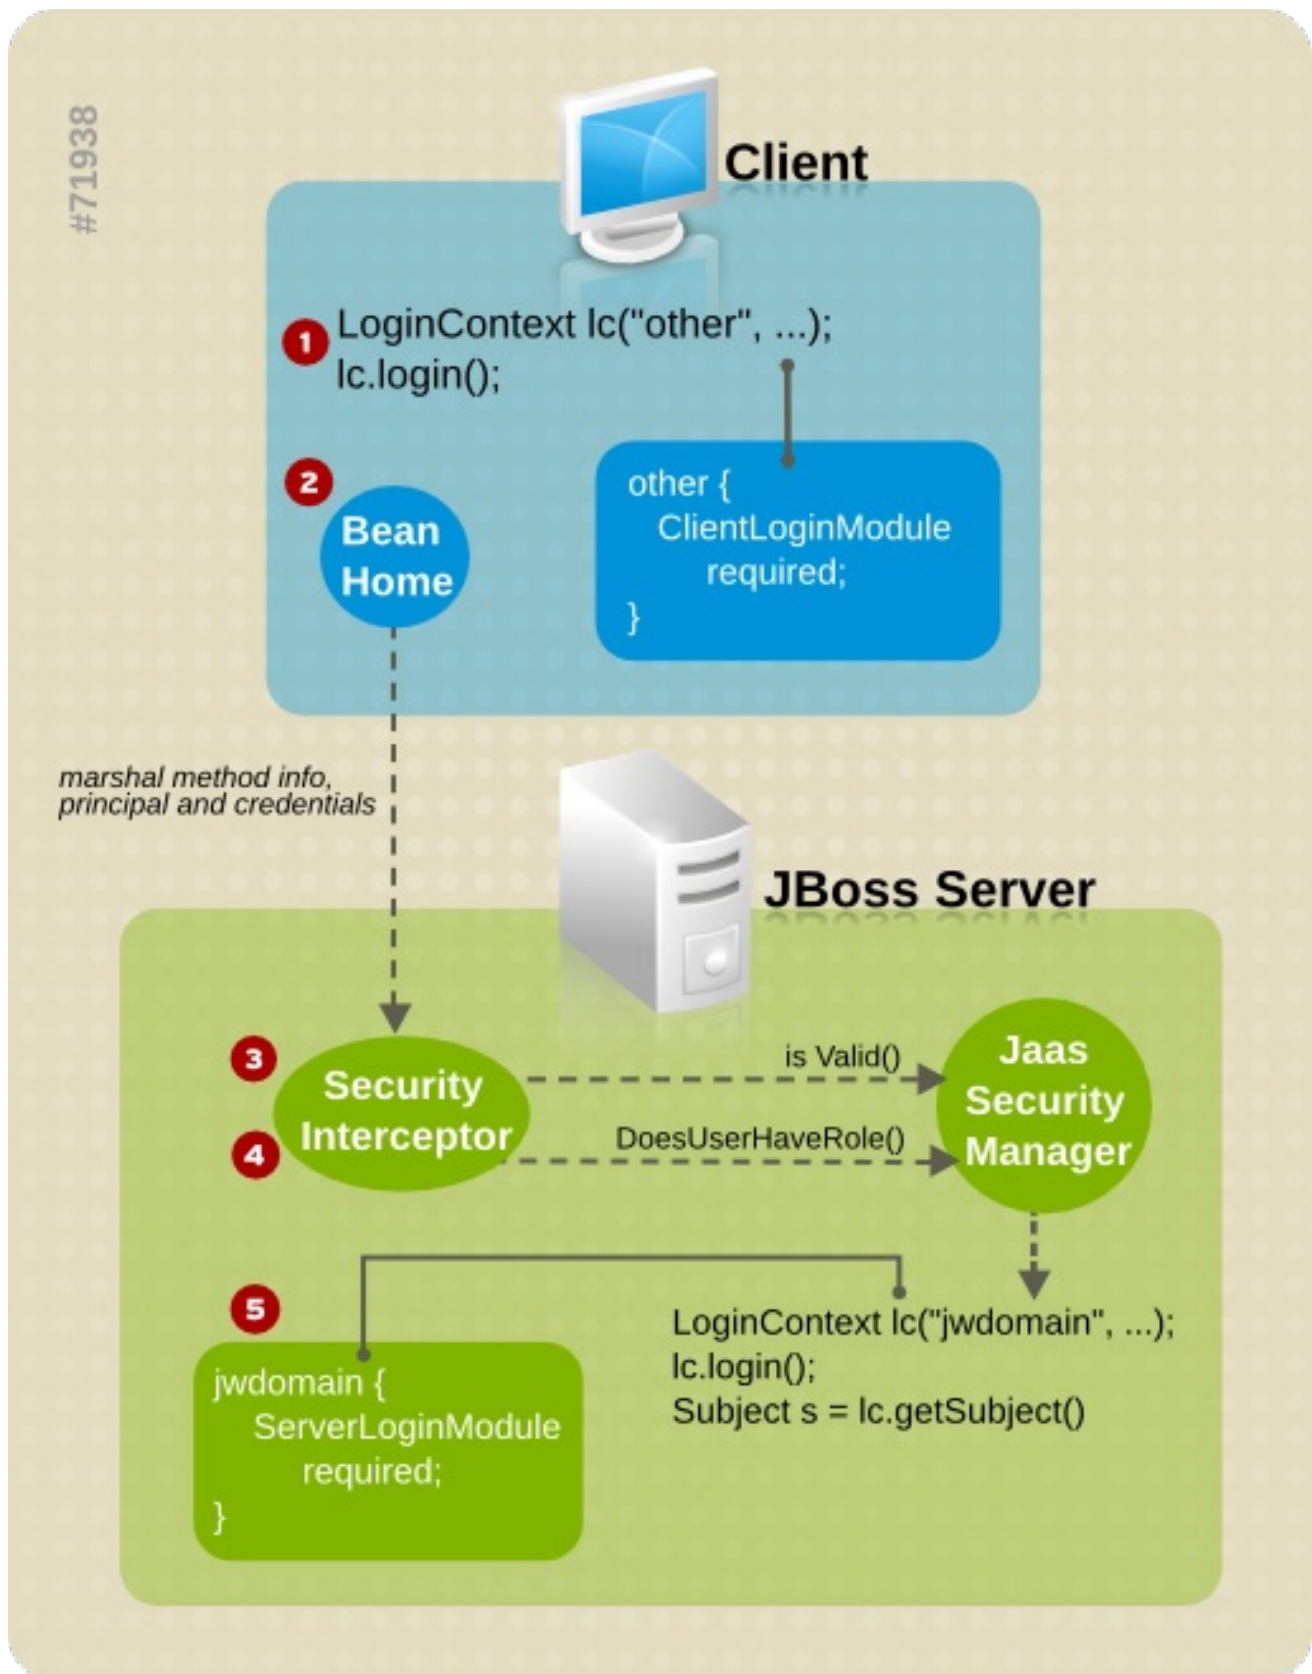 #71938
Client
1
LoginContext lc("other", ...);
lc.login();
2
Bean
Home
other {
ClientLoginModule
required;
}
marshal method info,
principal and credentials
JBoss Server
3
Security
Interceptor
4
is Valid()
DoesUserHaveRole()
Jaas
Security
Manager
5
jwdomain {
ServerLoginModule
required;
}
LoginContext lc("jwdomain", ...);
lc.login();
Subject s = lc.getSubject()